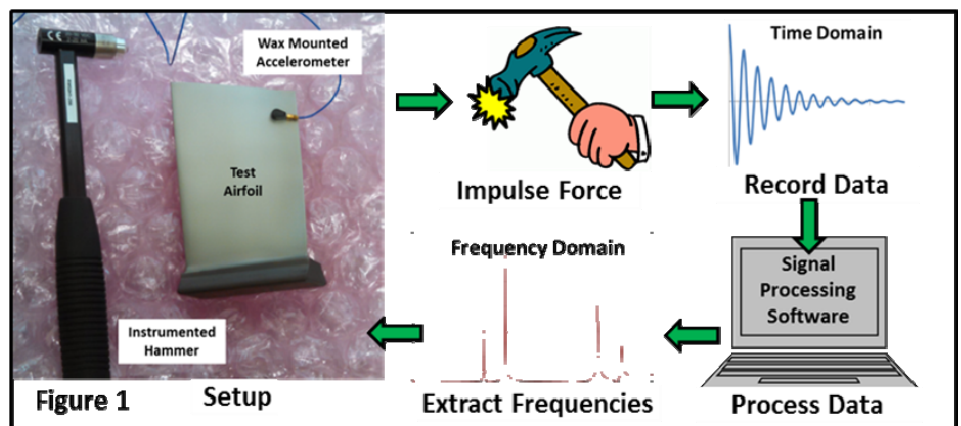 Wax Mounted
Accelerometer
Test
Airfoil
Instrumented
Hammer
Figure 1
Setup
Impulse Force
Time Domain
Record Data
Signal
Processing
Software
Process Data
Frequency Domain
Extract Frequencies